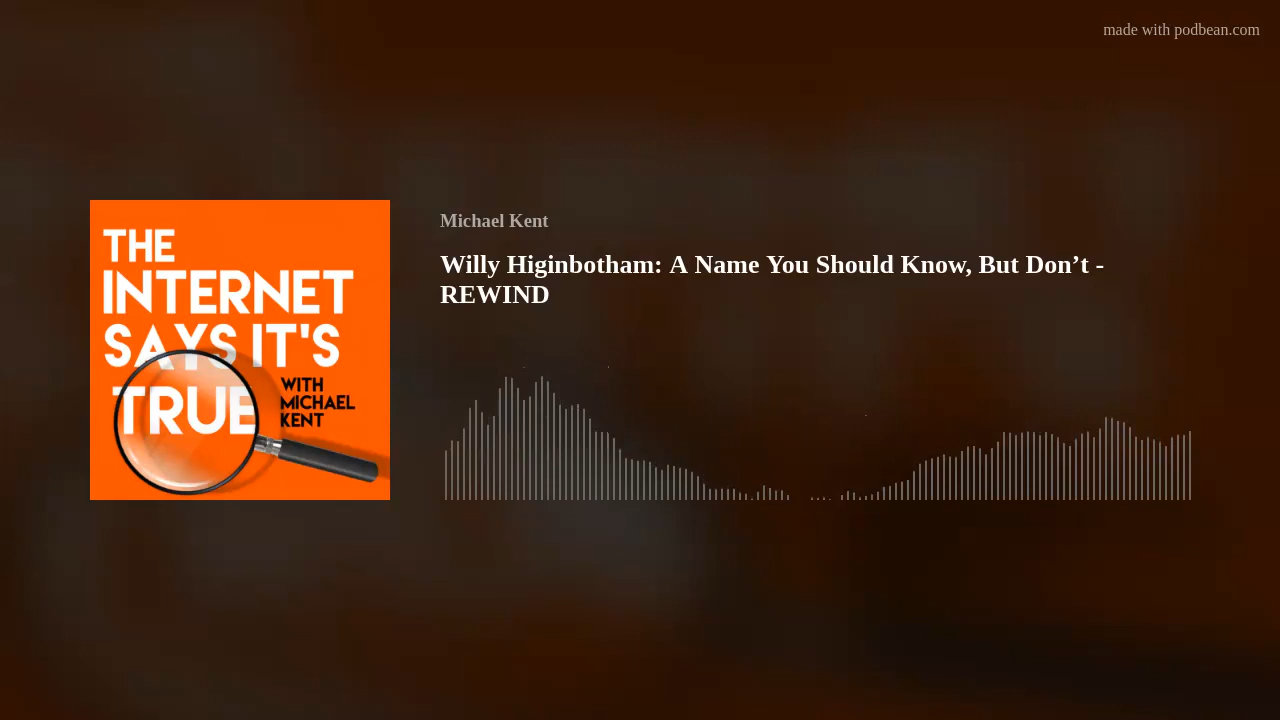 made with podbean.com
THE
INTERNET
SAYS IT'S
TRUE
WITH
MICHAEL
KENT
Michael Kent
Willy Higinbotham: A Name You Should Know, But Don’t -
REWIND